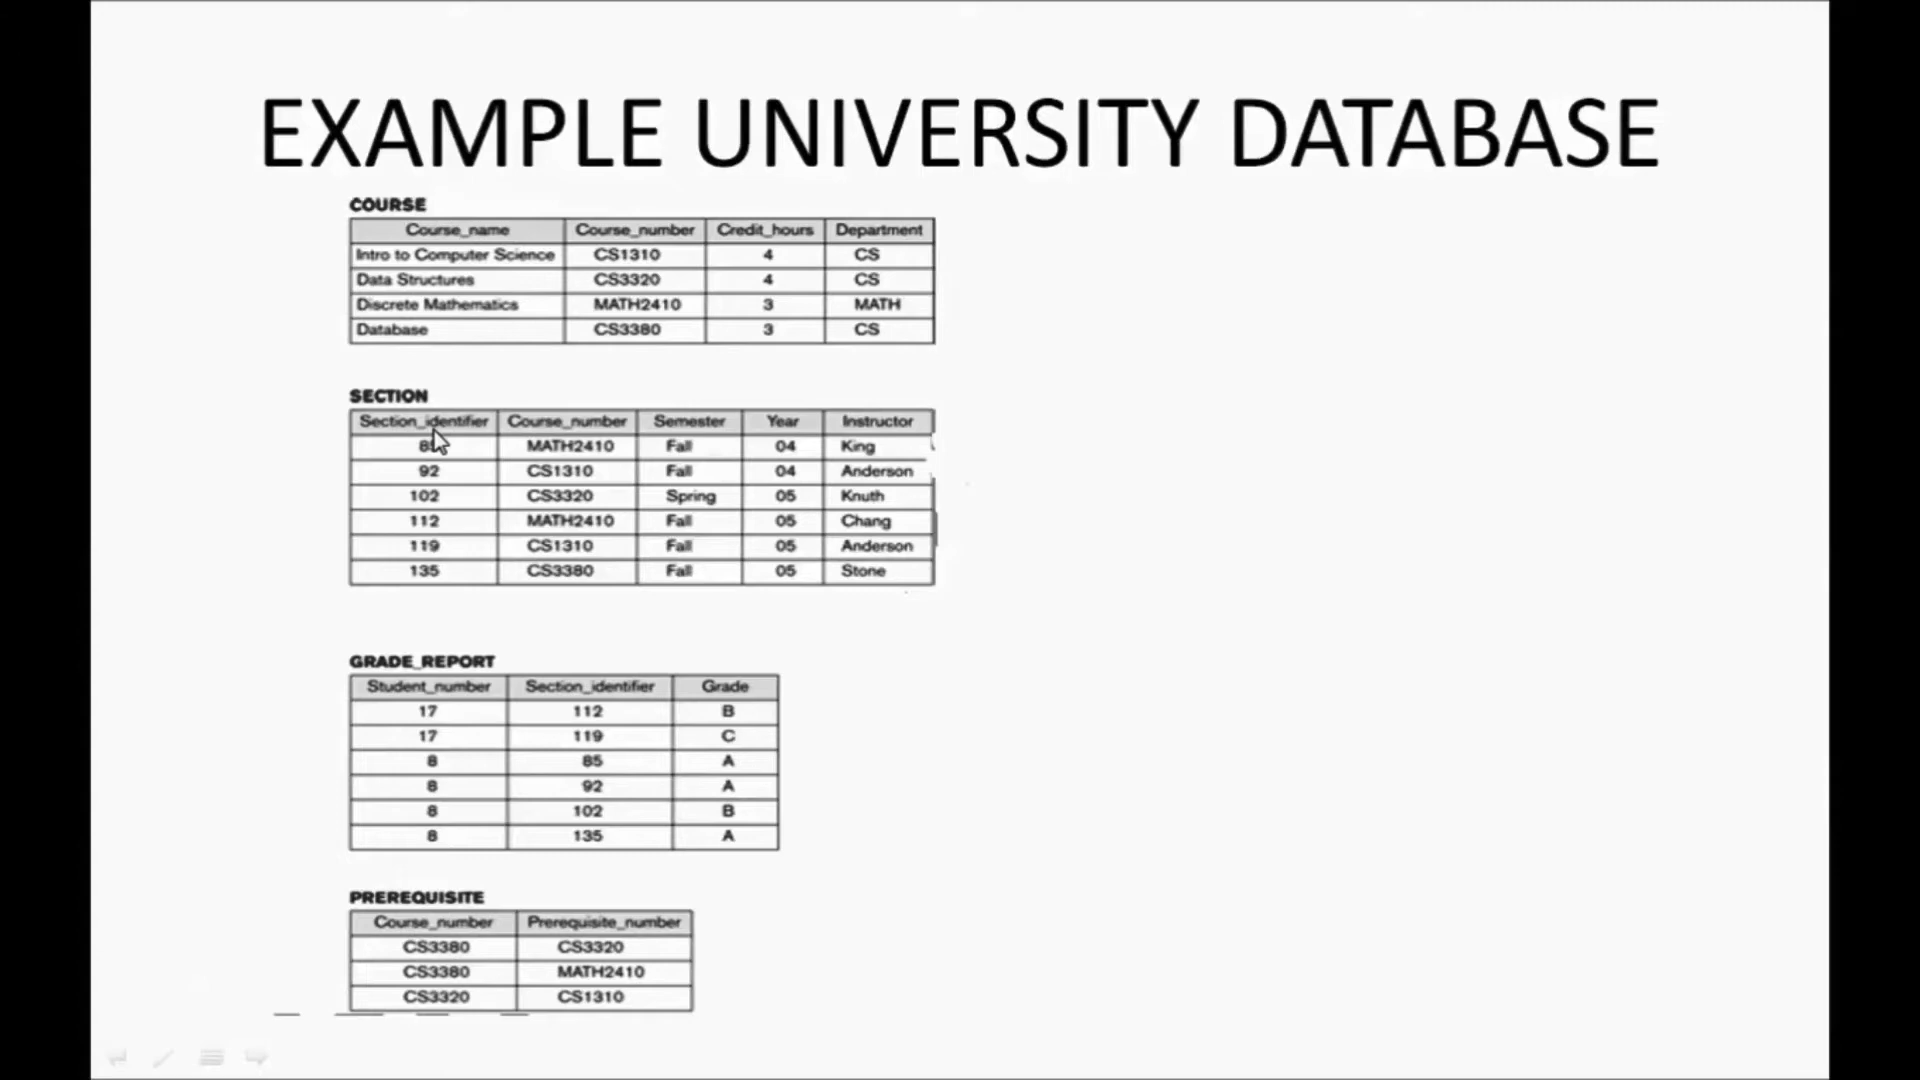 EXAMPLE UNIVERSITY DATABASE
COURSE
Course_name Course_number Credit_hours Department
Intro to Computer Science CS1310 4 CS
Data Structures CS3320 4 CS
Discrete Mathematics MATH2410 3 MATH
Database CS3380 3 CS
SECTION
Section_identifier Course_number Semester Year Instructor
85 MATH2410 Fall 04 King
92 CS1310 Fall 04 Anderson
102 CS3320 Spring 05 Knuth
112 MATH2410 Fall 05 Chang
119 CS1310 Fall 05 Anderson
135 CS3380 Fall 05 Stone
GRADE_REPORT
Student_number Section_identifier Grade
17 112 B
17 119 C
8 85 A
8 92 A
8 102 B
8 135 A
PREREQUISITE
Course_number Prerequisite_number
CS3380 CS3320
CS3380 MATH2410
CS3320 CS1310